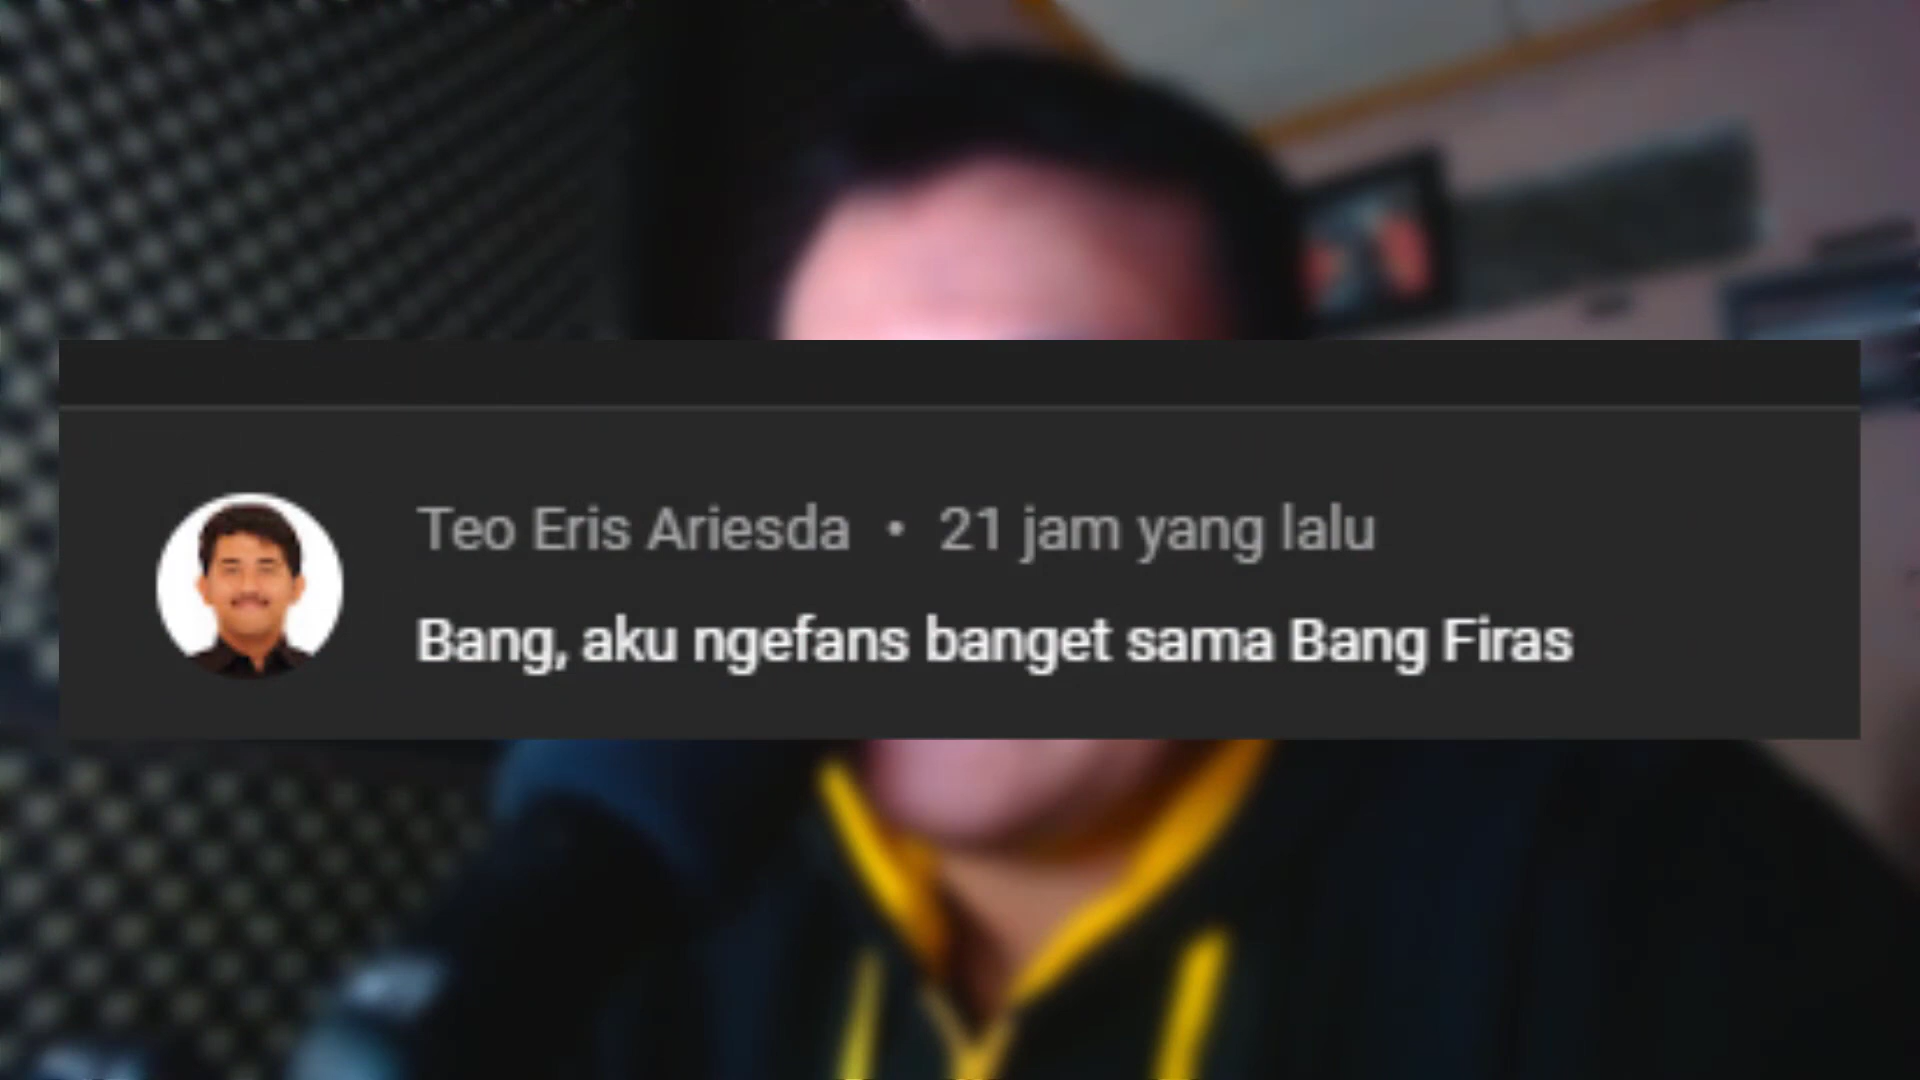 Teo Eris Ariesda • 21 jam yang lalu
Bang, aku ngefans banget sama Bang Firas